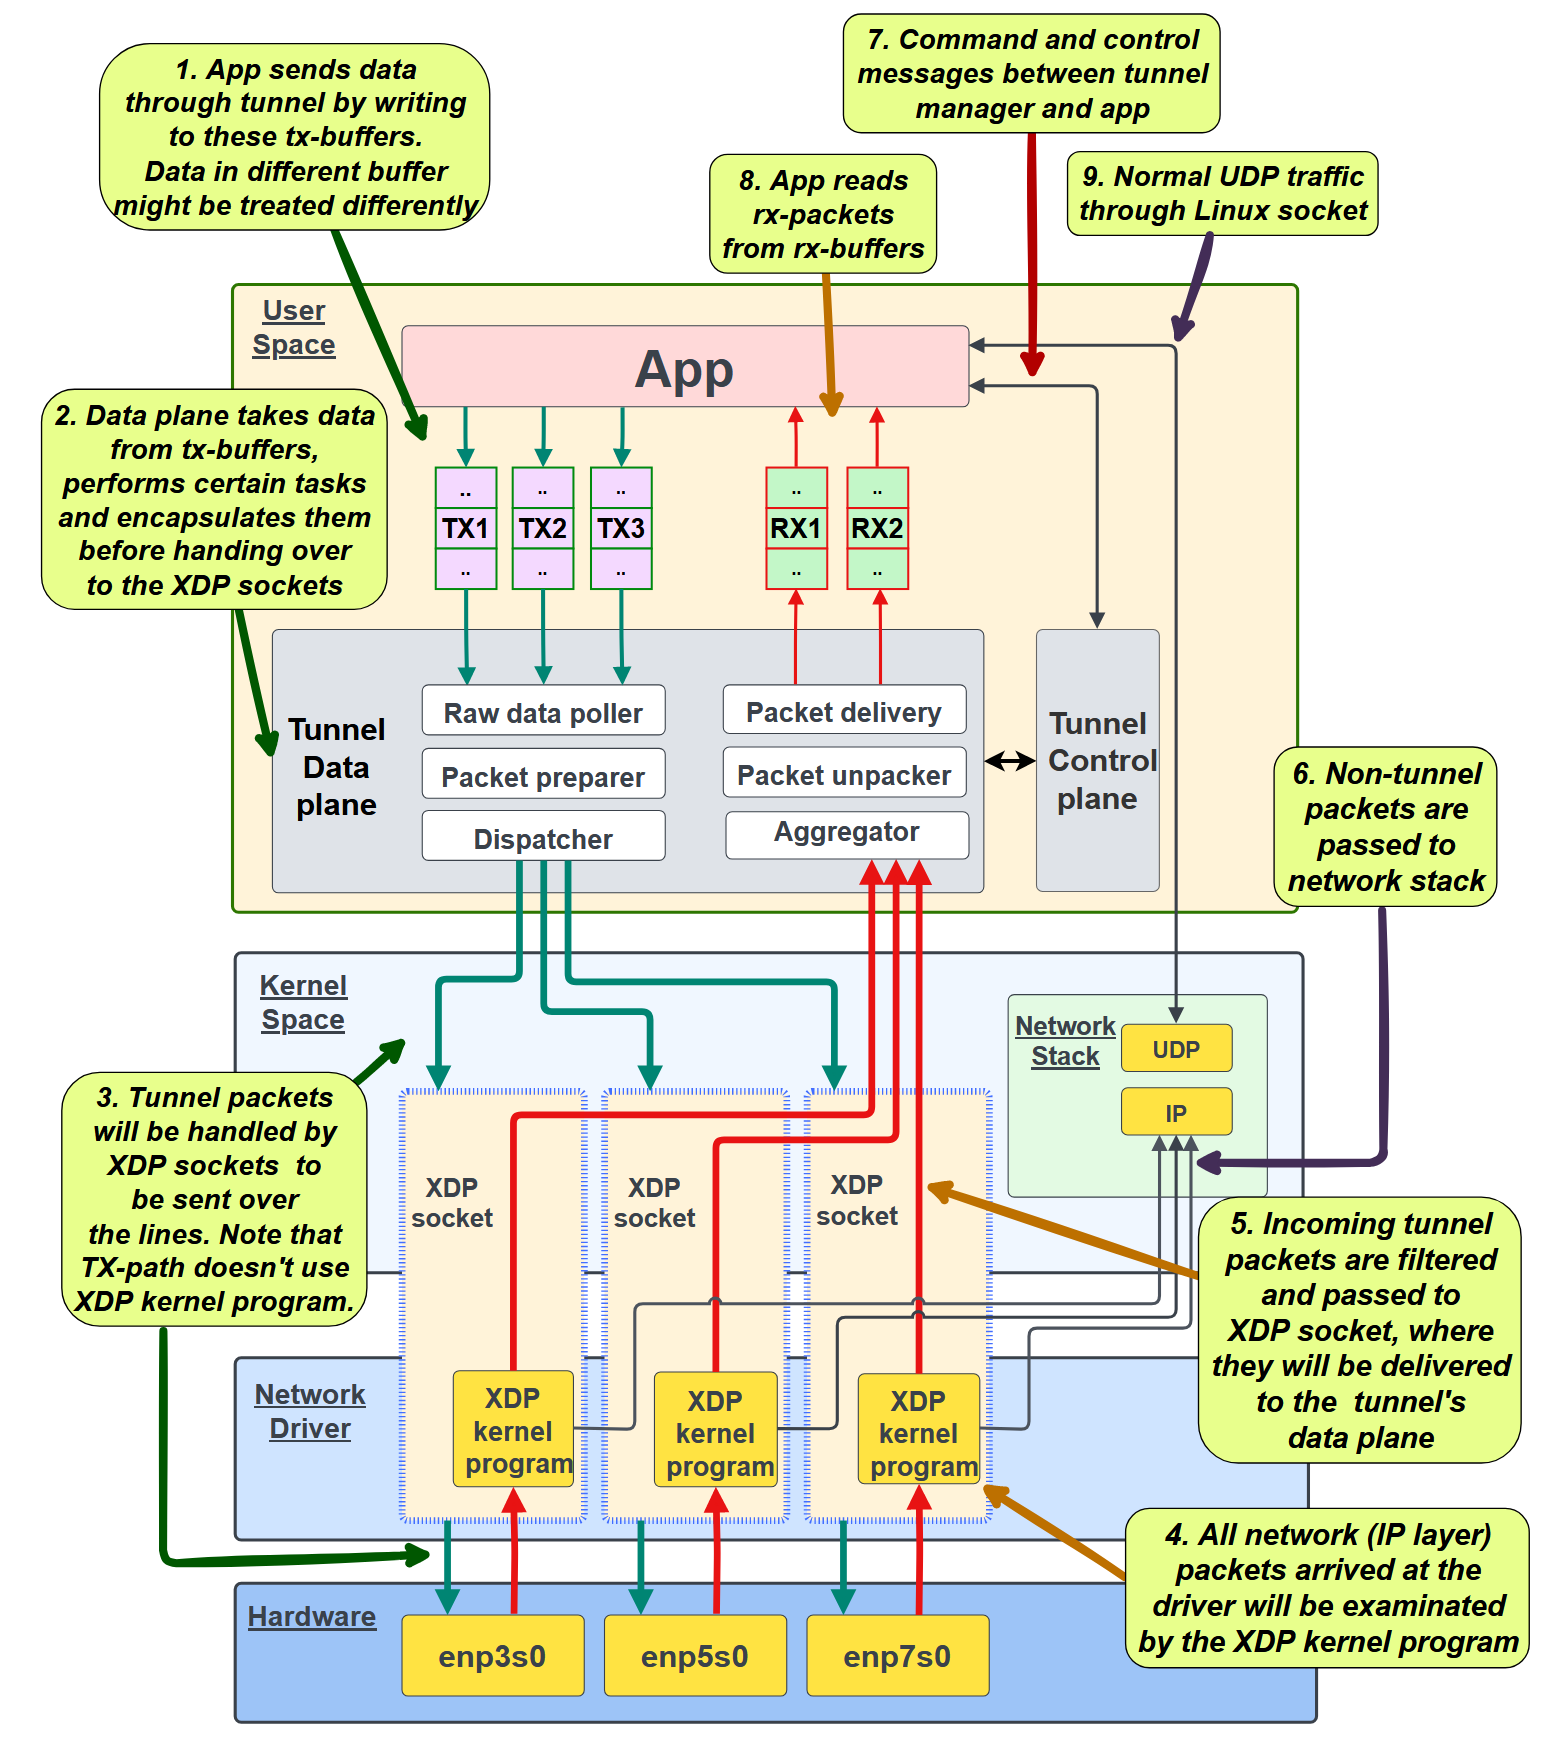 1. App sends data
through tunnel by writing
to these tx-buffers.
Data in different buffer
might be treated differently
7. Command and control
messages between tunnel
manager and app
8. App reads
rx-packets
from rx-buffers
9. Normal UDP traffic
through Linux socket
User
Space
App
2. Data plane takes data
from tx-buffers,
performs certain tasks
and encapsulates them
before handing over
to the XDP sockets
.. .. .. .. ..
TX1 TX2 TX3 RX1 RX2
.. .. .. .. ..
Tunnel
Data
plane
Raw data poller
Packet preparer
Dispatcher
Packet delivery
Packet unpacker
Aggregator
Tunnel
Control
plane
6. Non-tunnel
packets are
passed to
network stack
Kernel
Space
Network
Stack
UDP
IP
3. Tunnel packets
will be handled by
XDP sockets  to
be sent over
the lines. Note that
TX-path doesn't use
XDP kernel program.
XDP
socket
XDP
socket
XDP
socket
5. Incoming tunnel
packets are filtered
and passed to
XDP socket, where
they will be delivered
to the  tunnel's
data plane
Network
Driver
XDP
kernel
program
XDP
kernel
program
XDP
kernel
program
4. All network (IP layer)
packets arrived at the
driver will be examinated
by the XDP kernel program
Hardware
enp3s0
enp5s0
enp7s0